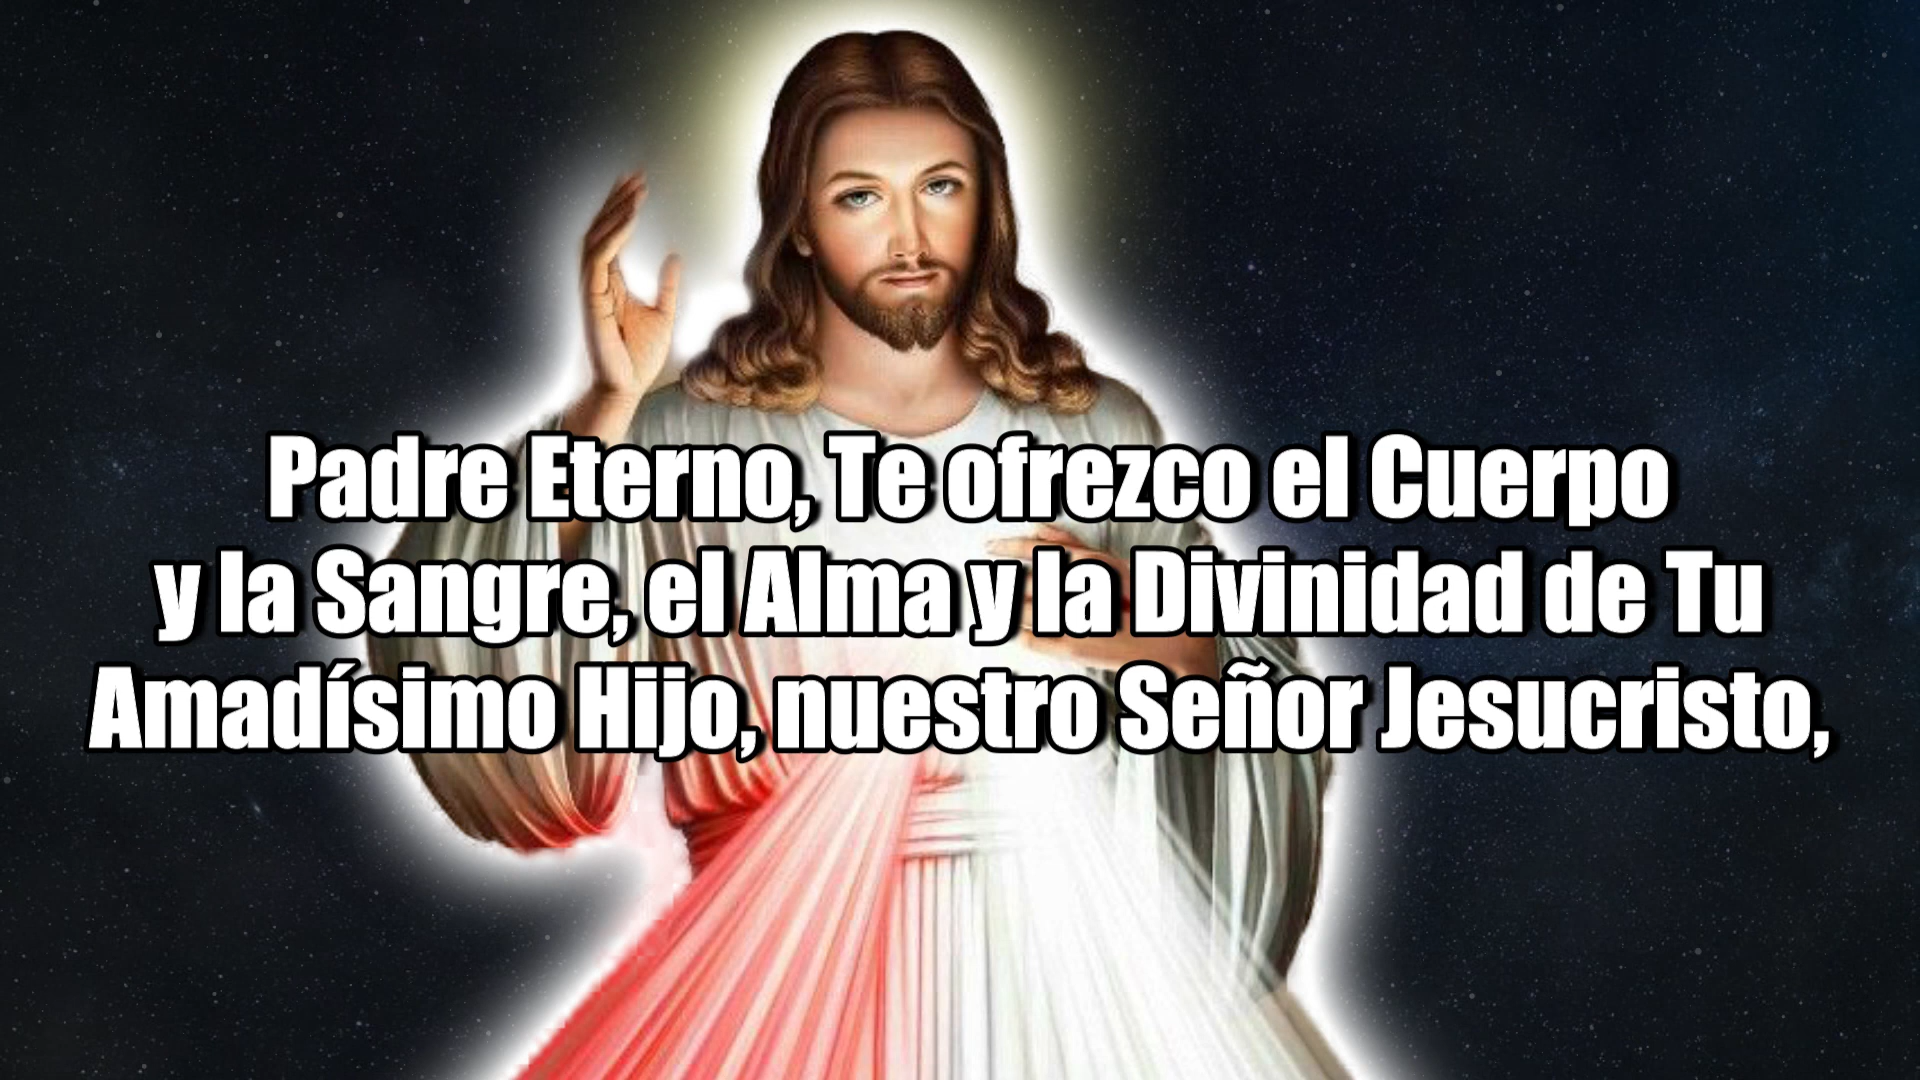 Padre Eterno, Te ofrezco el Cuerpo
y la Sangre, el Alma y la Divinidad de Tu
Amadísimo Hijo, nuestro Señor Jesucristo,